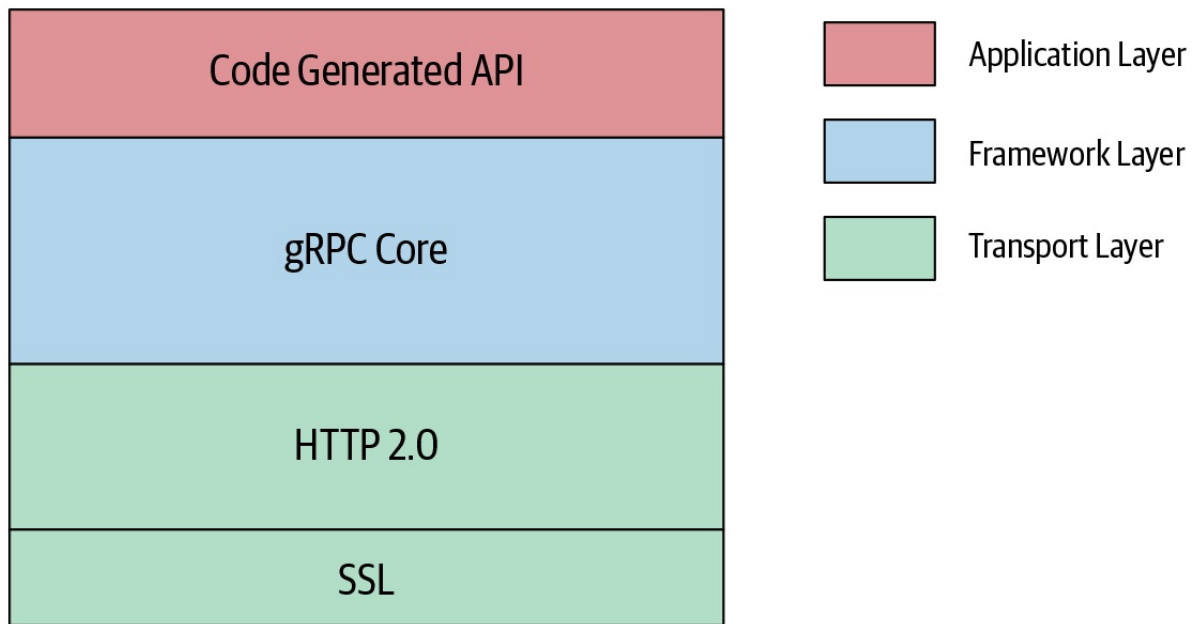 Code Generated API
gRPC Core
HTTP 2.0
SSL
Application Layer
Framework Layer
Transport Layer